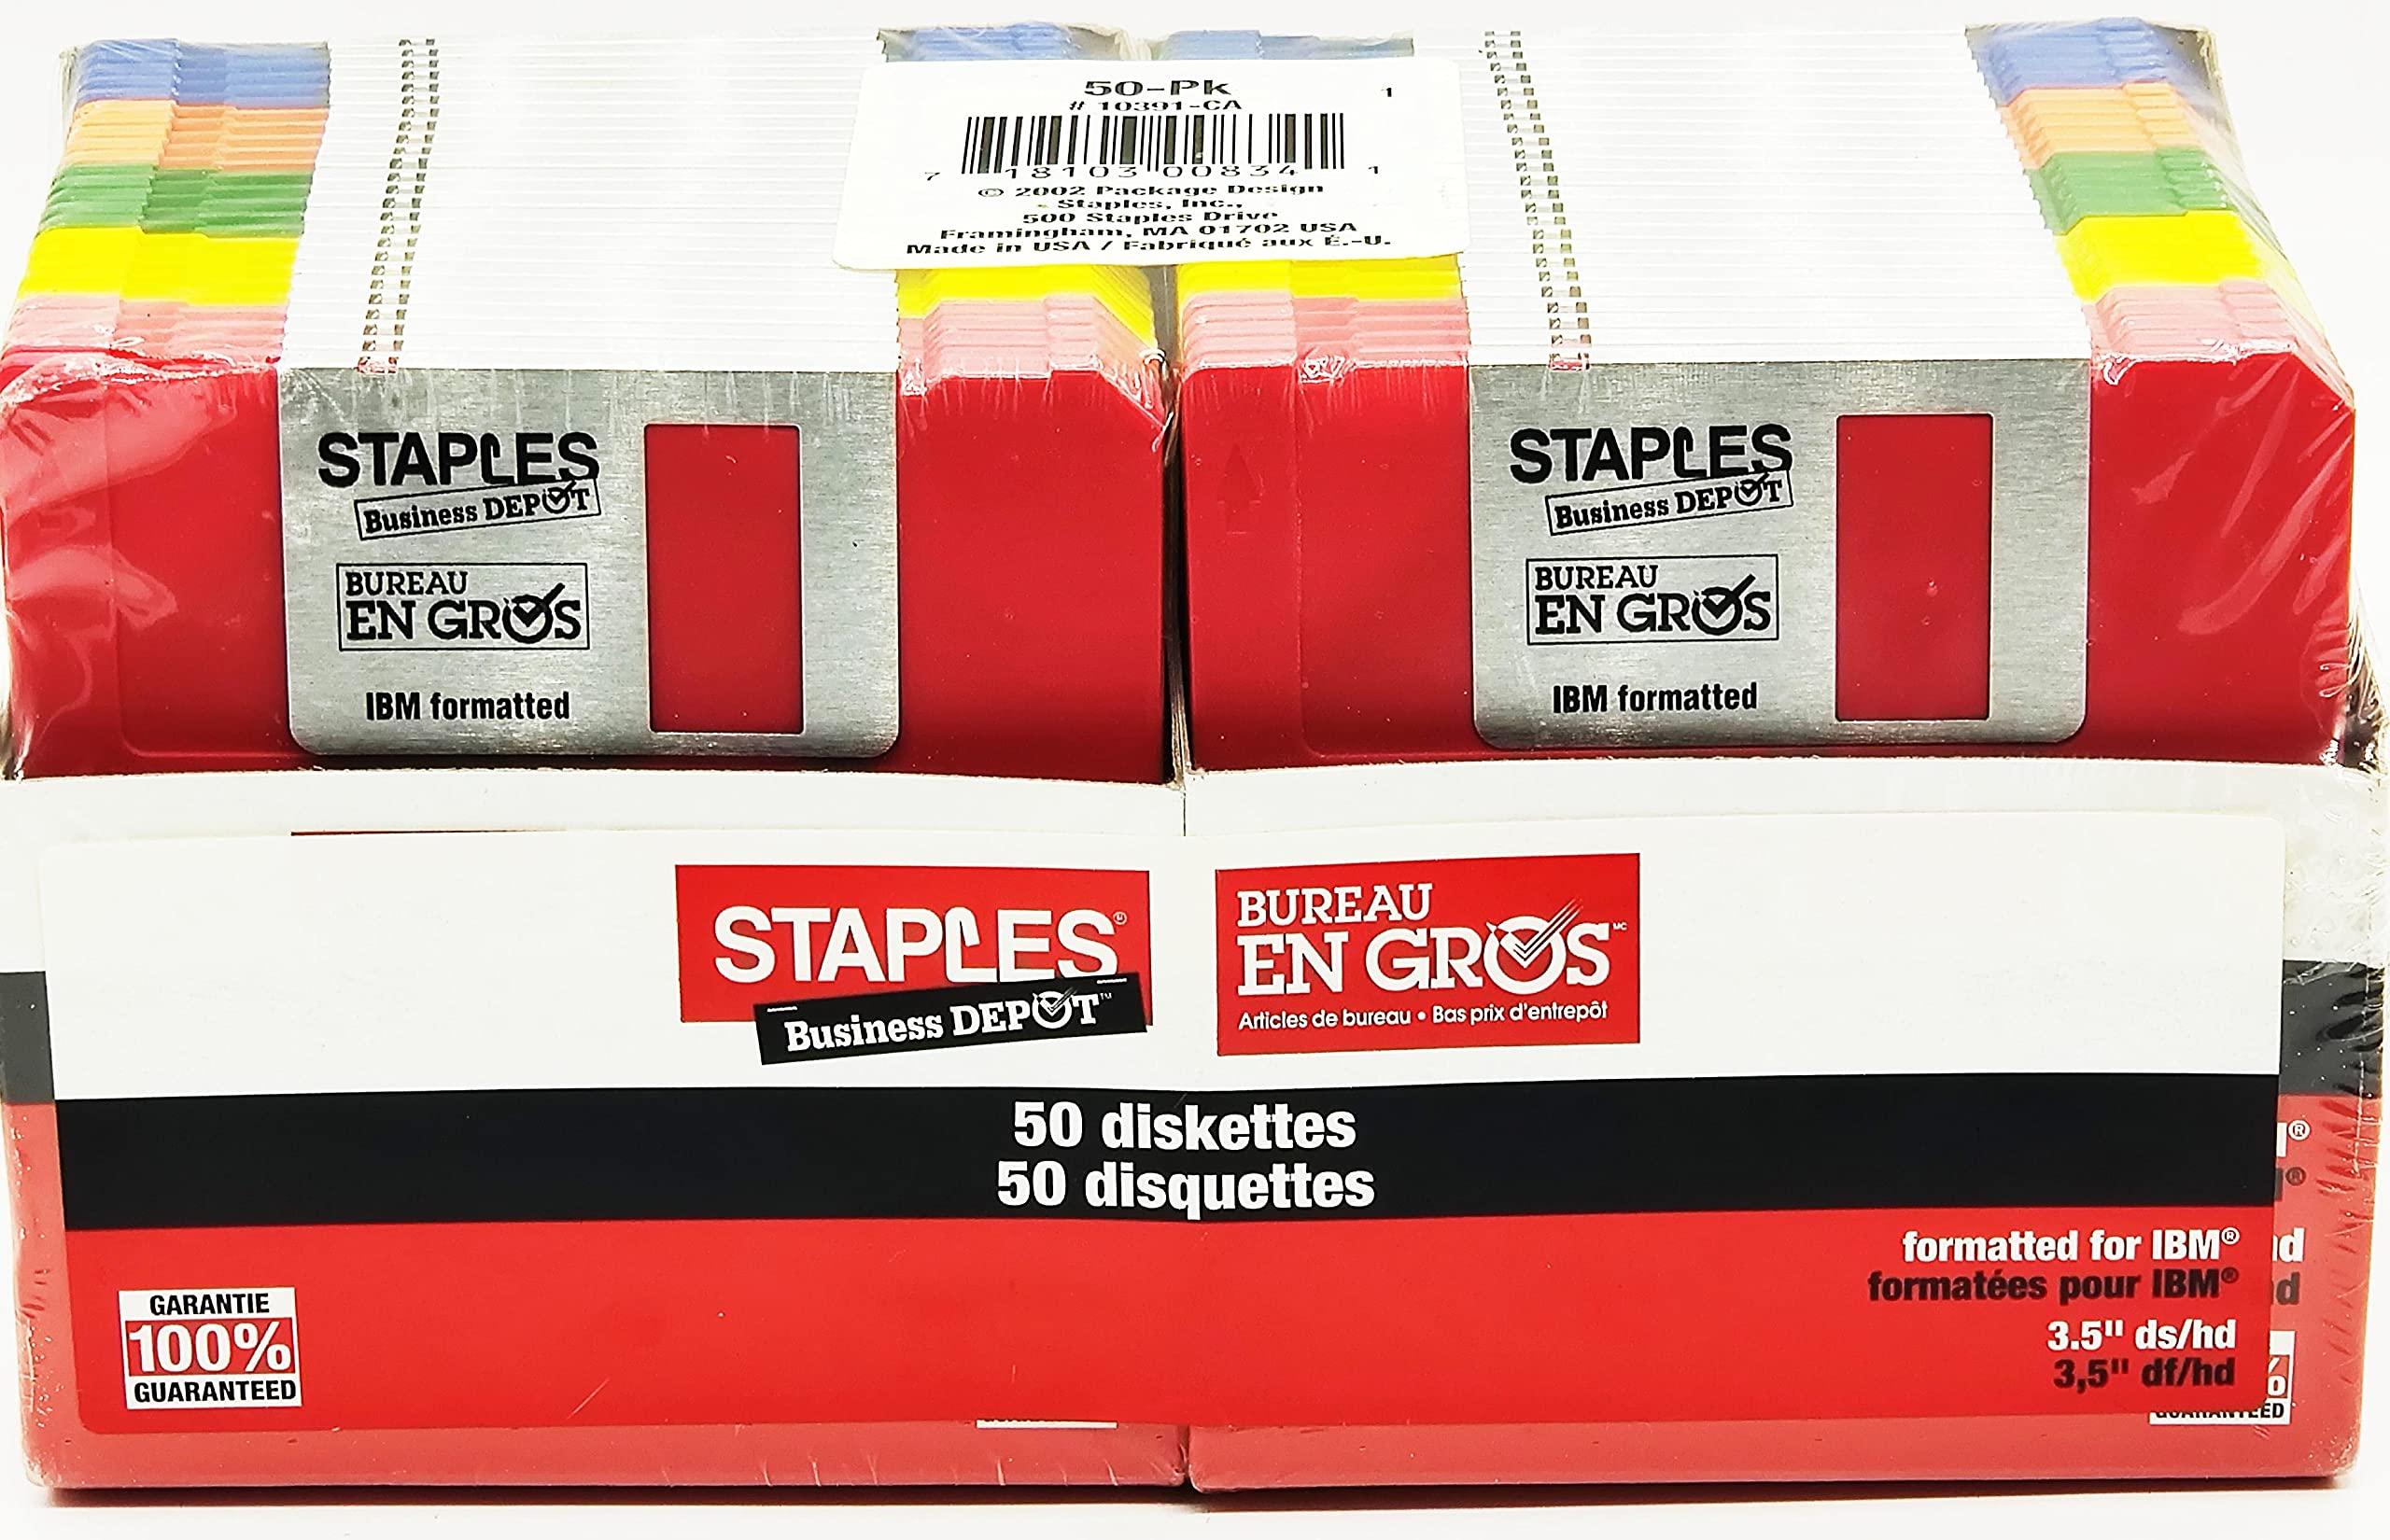 50-Pk
# 10391-CA
1
7 18103 00834 1
© 2002 Package Design
Staples, Inc.,
500 Staples Drive
Framingham, MA 01702 USA
Made in USA / Fabriqué aux É.-U.
STAPLES
Business DEPOT
BUREAU
EN GROS
IBM formatted
STAPLES
Business DEPOT
BUREAU
EN GROS
IBM formatted
STAPLES®
Business DEPOT™
BUREAU
EN GROS MC
Articles de bureau • Bas prix d'entrepôt
50 diskettes
50 disquettes
formatted for IBM®
formatées pour IBM®
3.5" ds/hd
3,5" df/hd
GARANTIE
100%
GUARANTEED